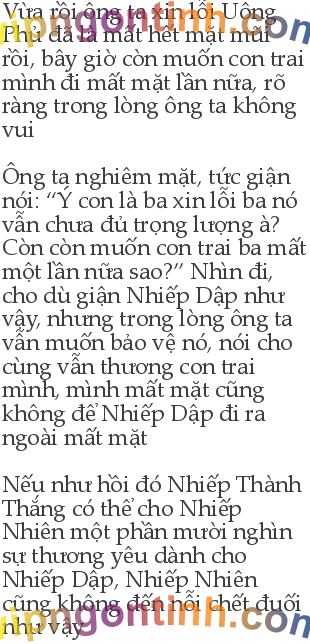 Vừa rồi ông ta xin lỗi Uông
Phú đã là mất hết mặt mũi
rồi, bây giờ còn muốn con trai
mình đi mất mặt lần nữa, rõ
ràng trong lòng ông ta không
vui
Ông ta nghiêm mặt, tức giận
nói: “Ý con là ba xin lỗi ba nó
vẫn chưa đủ trọng lượng à?
Còn còn muốn con trai ba mất
một lần nữa sao?” Nhìn đi,
cho dù giận Nhiếp Dập như
vậy, nhưng trong lòng ông ta
vẫn muốn bảo vệ nó, nói cho
cùng vẫn thương con trai
mình, mình mất mặt cũng
không để Nhiếp Dập đi ra
ngoài mất mặt
Nếu như hồi đó Nhiếp Thành
Thắng có thể cho Nhiếp
Nhiên một phần mười nghìn
sự thương yêu dành cho
Nhiếp Dập, Nhiếp Nhiên
cũng không đến nỗi chết đuối
như vậy
vipngontinh.com